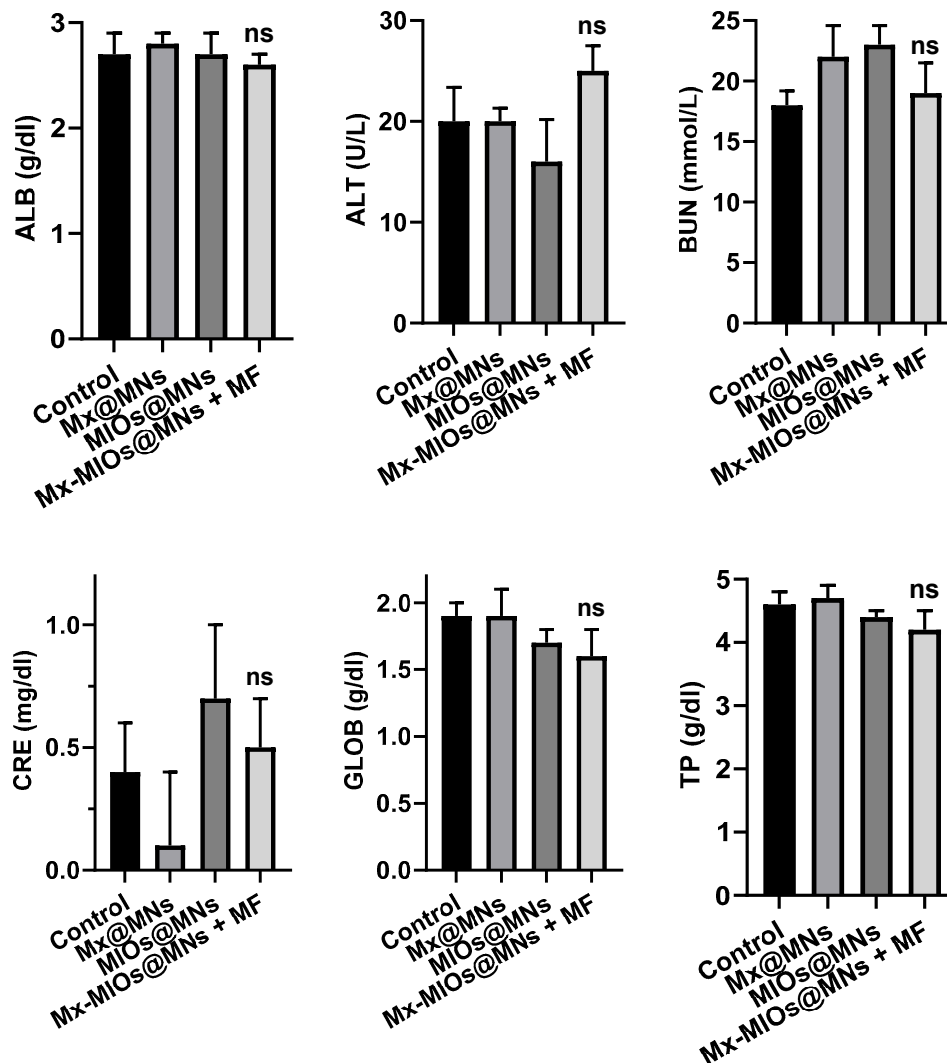 ALB (g/dl)
3
2
1
0
ns
Control
Mx@MNs
MIOs@MNs
Mx-MIOs@MNs + MF
ALT (U/L)
30
20
10
0
ns
Control
Mx@MNs
MIOs@MNs
Mx-MIOs@MNs + MF
BUN (mmol/L)
25
20
15
10
5
0
ns
Control
Mx@MNs
MIOs@MNs
Mx-MIOs@MNs + MF
CRE (mg/dl)
1.0
0.5
0.0
ns
Control
Mx@MNs
MIOs@MNs
Mx-MIOs@MNs + MF
GLOB (g/dl)
2.0
1.5
1.0
0.5
0.0
ns
Control
Mx@MNs
MIOs@MNs
Mx-MIOs@MNs + MF
TP (g/dl)
5
4
3
2
1
0
ns
Control
Mx@MNs
MIOs@MNs
Mx-MIOs@MNs + MF